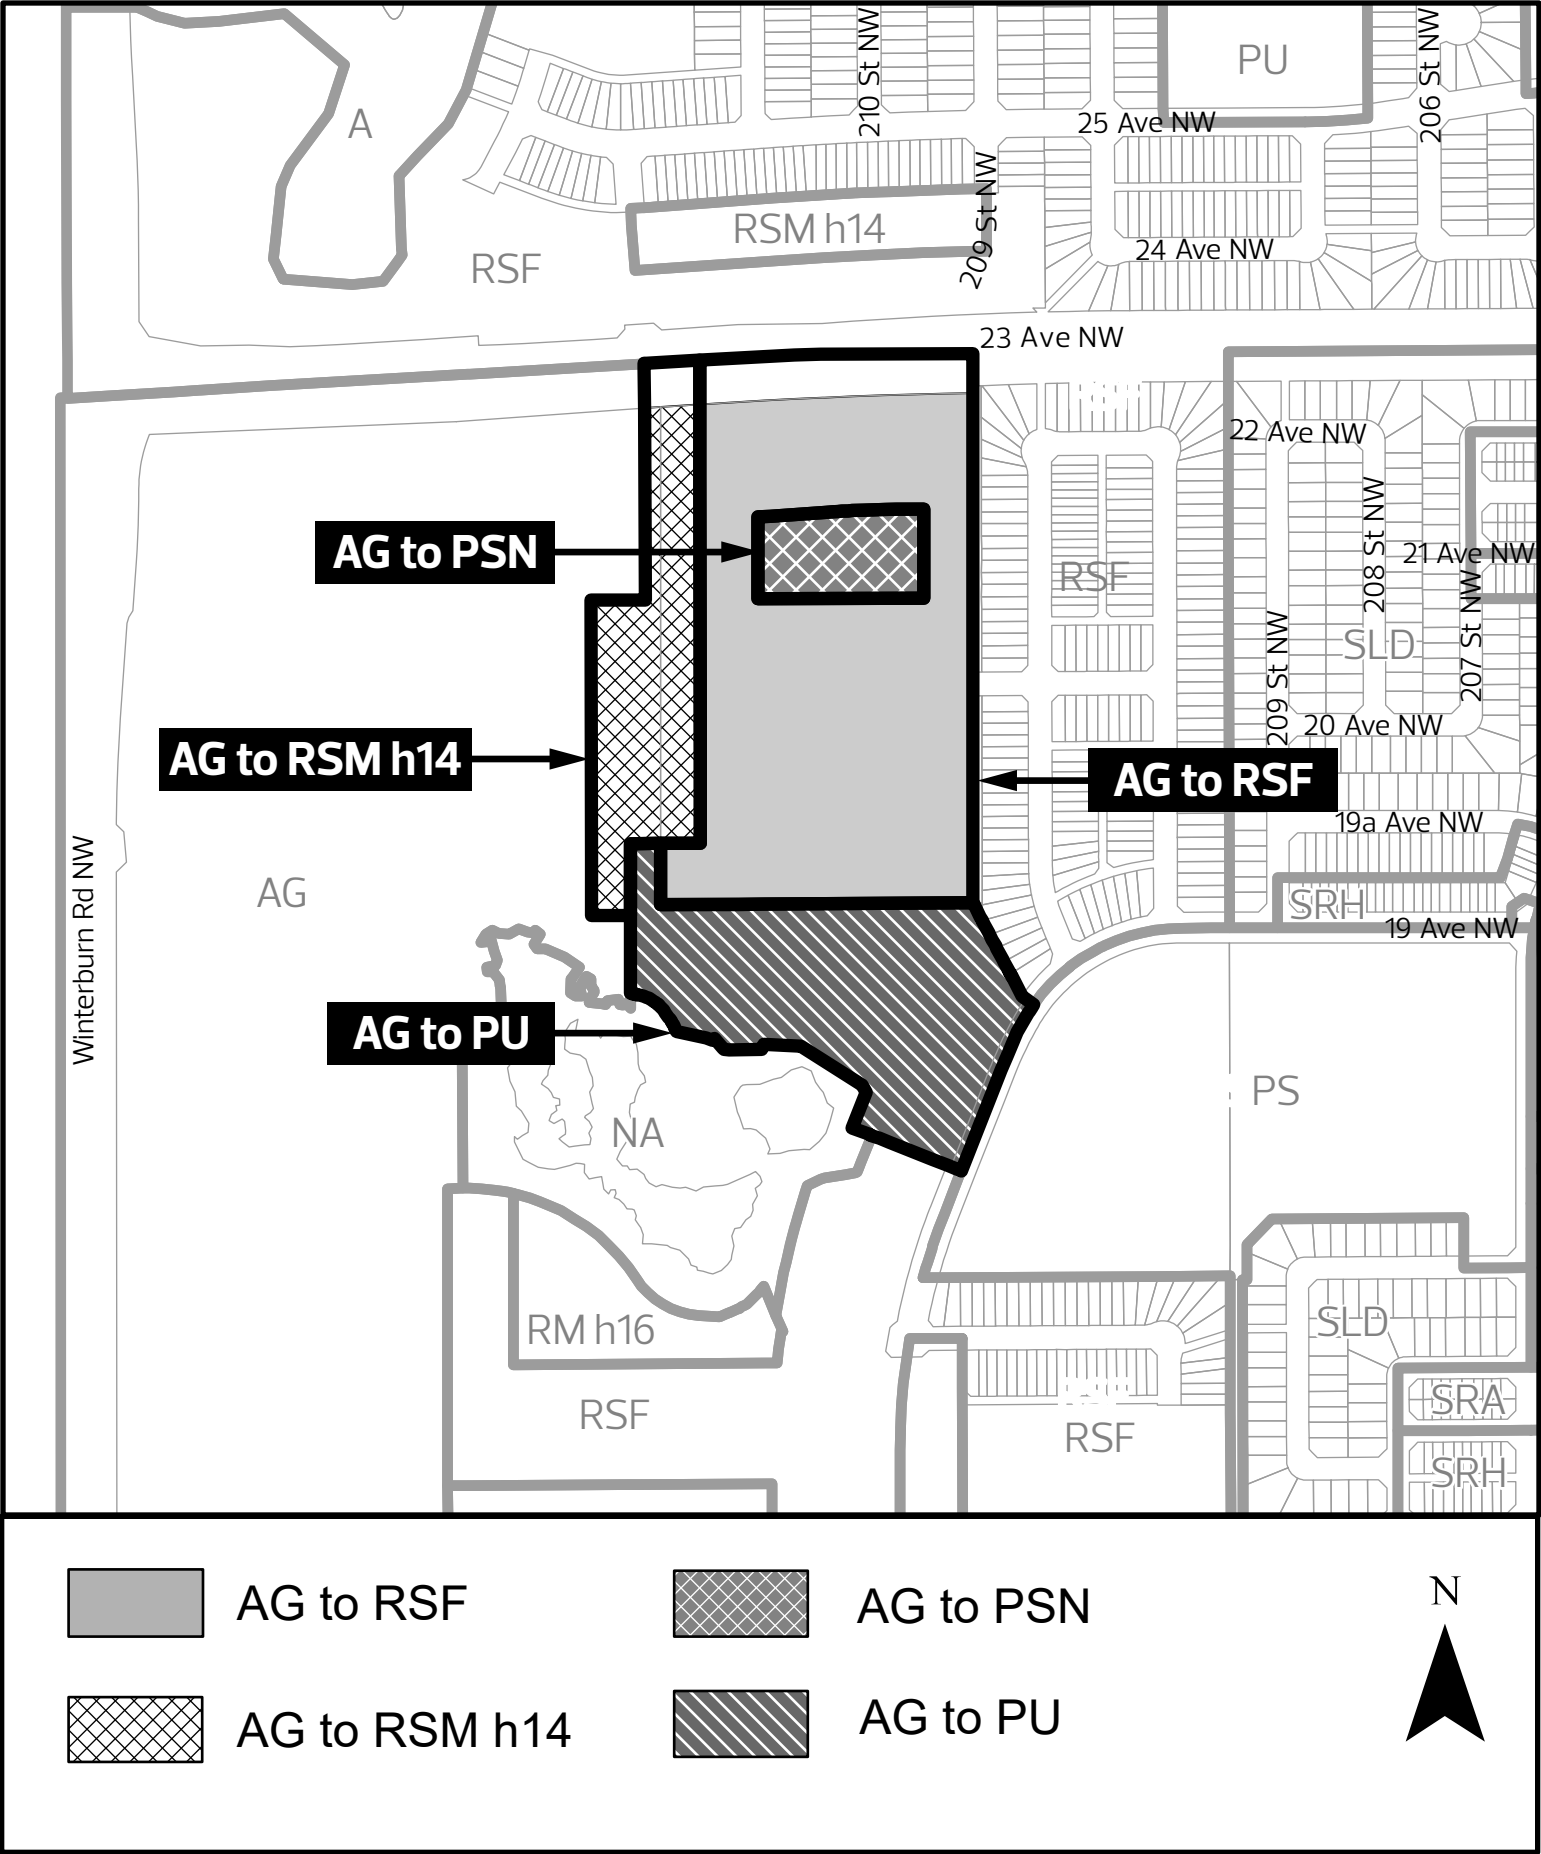 210 St NW
206 St NW
PU
A
25 Ave NW
RSM h14
209 St NW
24 Ave NW
RSF
23 Ave NW
22 Ave NW
AG to PSN
208 St NW
21 Ave NW
RSF
SLD
207 St NW
209 St NW
20 Ave NW
AG to RSM h14
AG to RSF
19a Ave NW
Winterburn Rd NW
AG
SRH
19 Ave NW
AG to PU
PS
NA
RM h16
SLD
RSF
SRA
RSF
SRH
AG to RSF
AG to PSN
N
AG to RSM h14
AG to PU